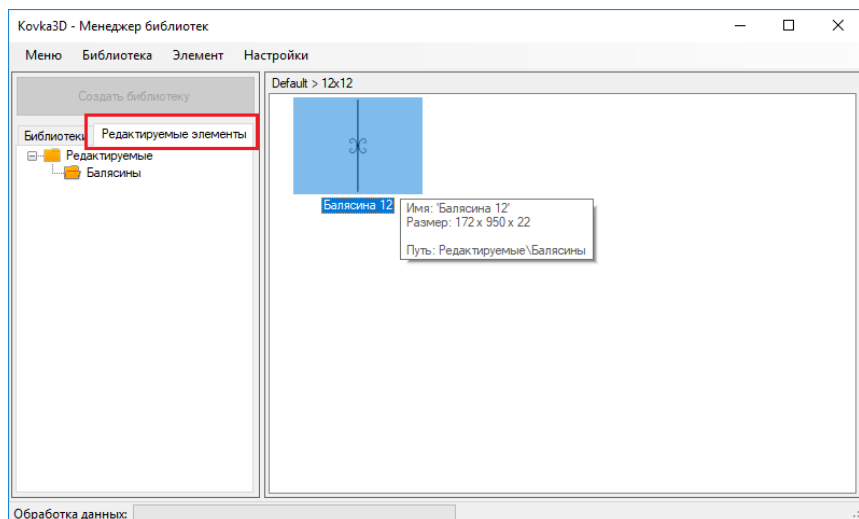 Kovka3D - Менеджер библиотек
Меню Библиотека Элемент Настройки
Создать библиотеку
Default > 12x12
Библиотеки Редактируемые элементы
Редактируемые
Балясины
Балясина 12
Имя: 'Балясина 12'
Размер: 172 x 950 x 22
Путь: Редактируемые\Балясины
Обработка данных: